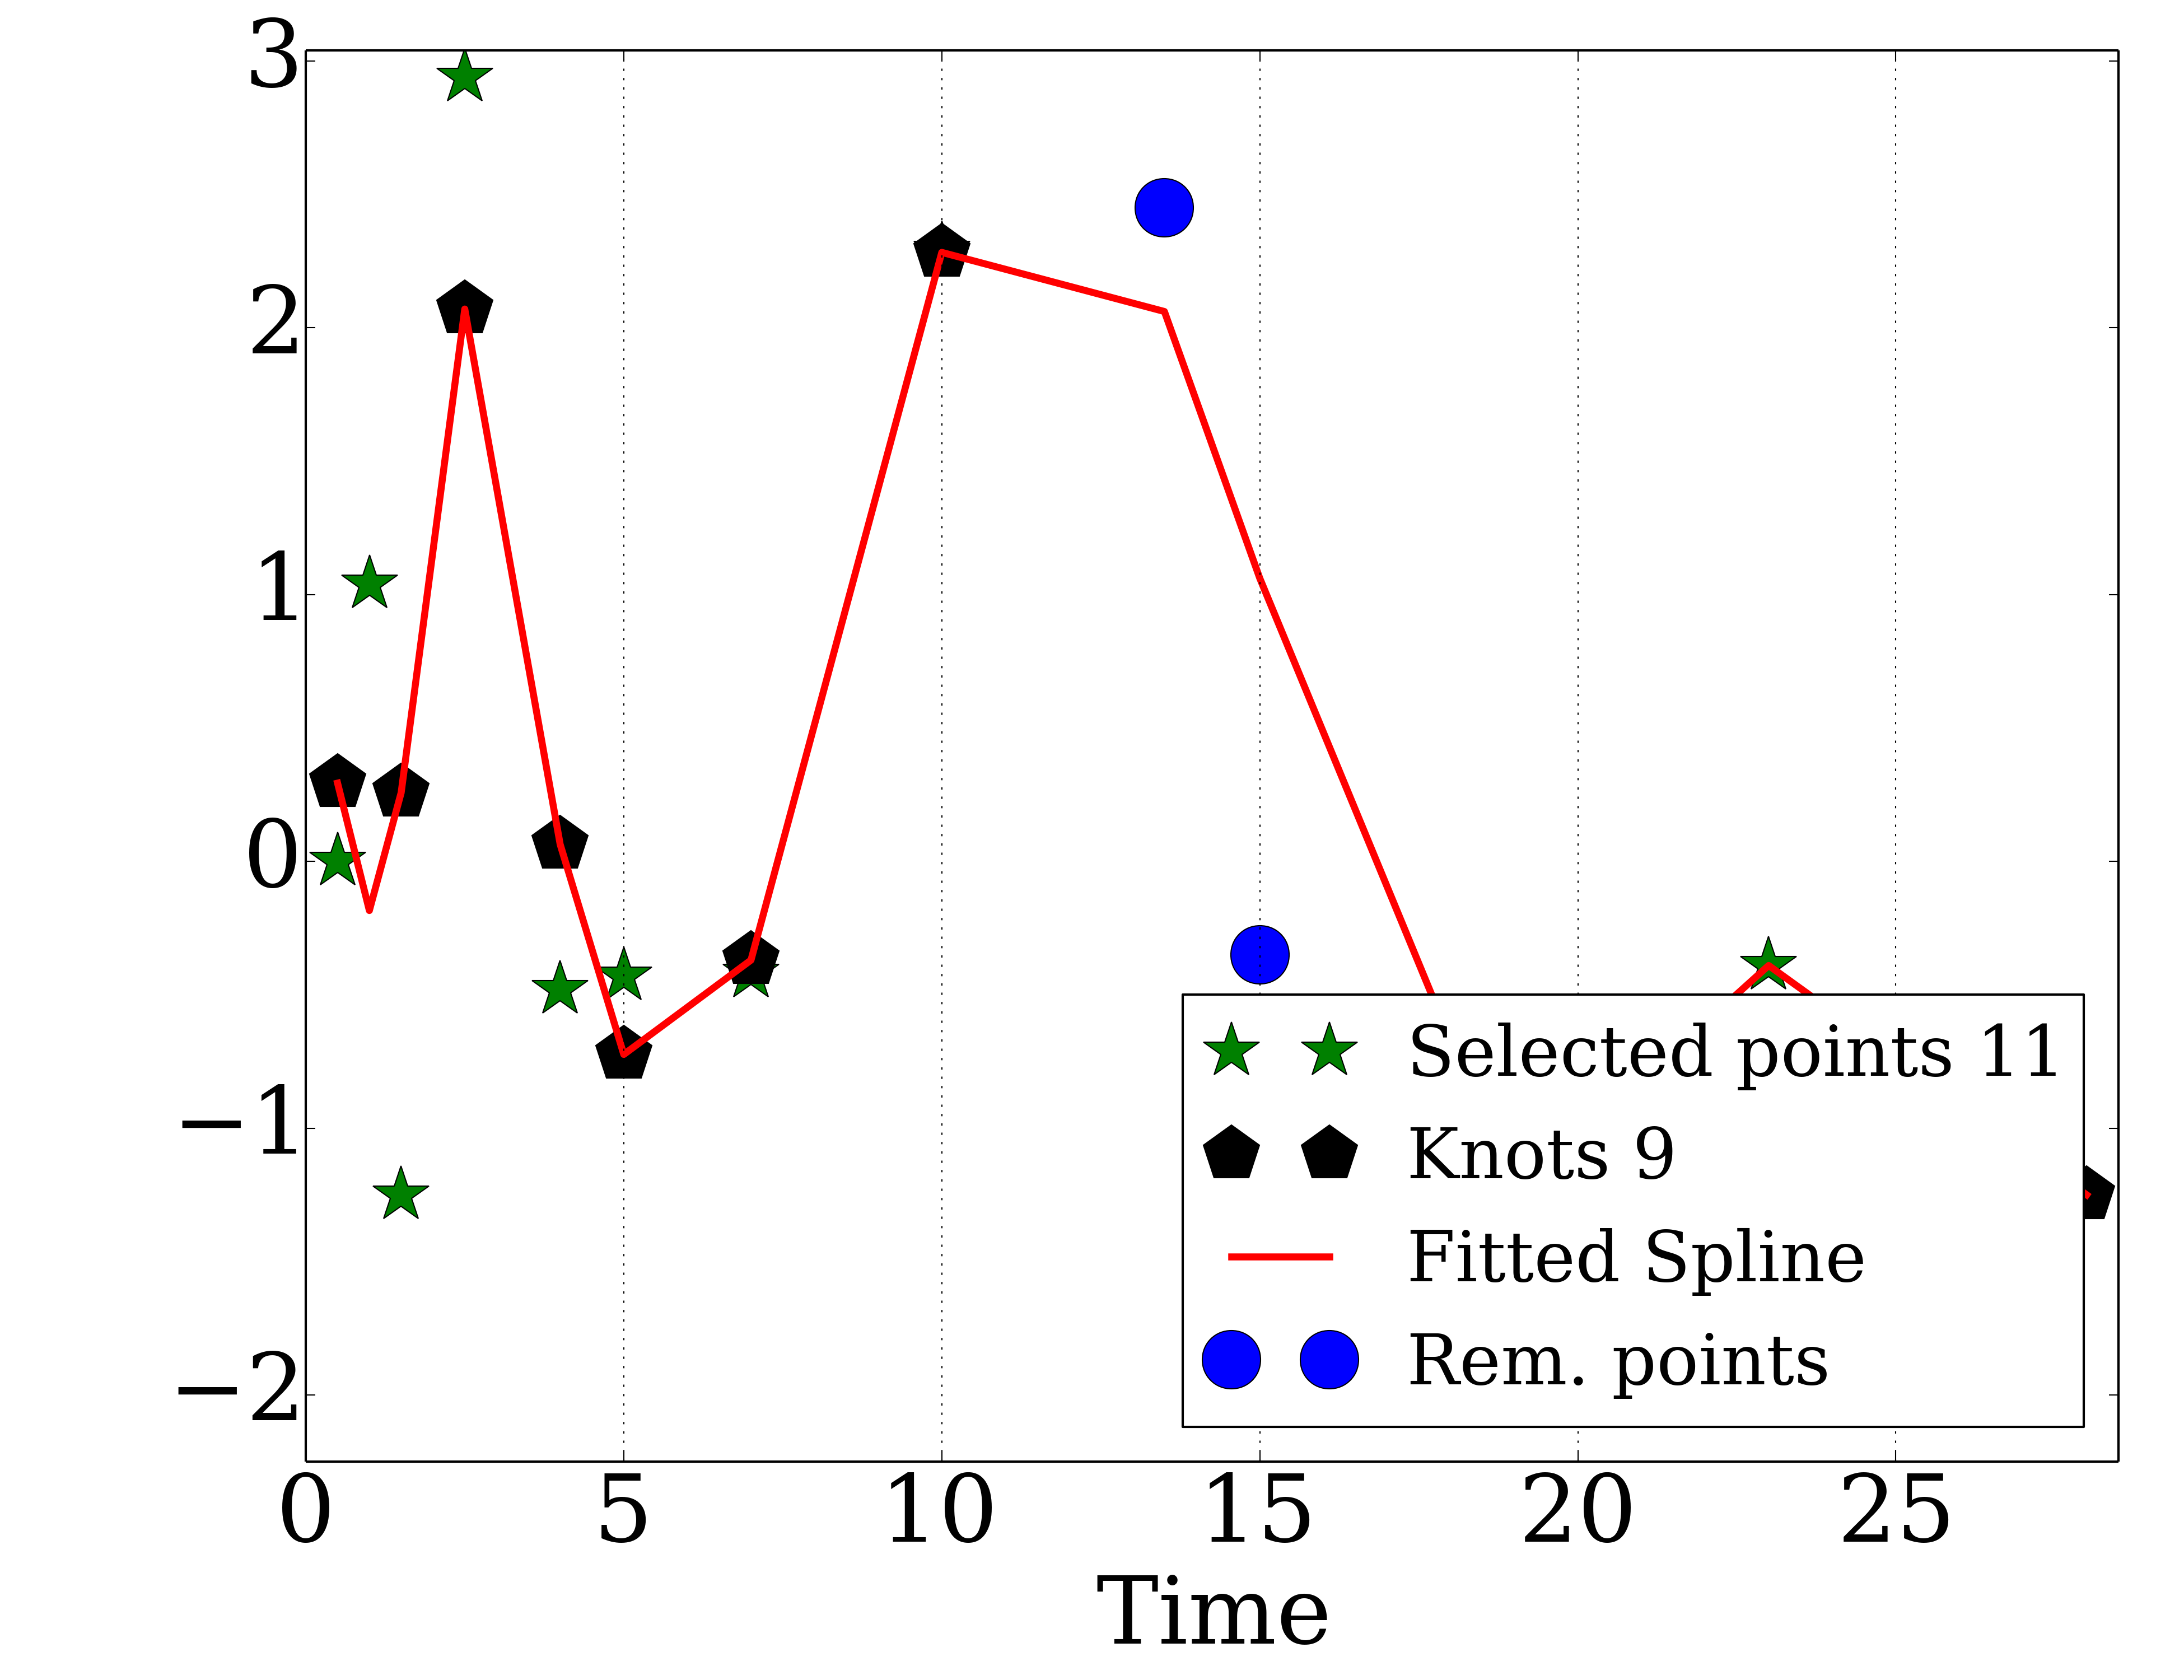 3
2
1
0
−1
−2
0 5 10 15 20 25
Time
Selected points 11
Knots 9
Fitted Spline
Rem. points